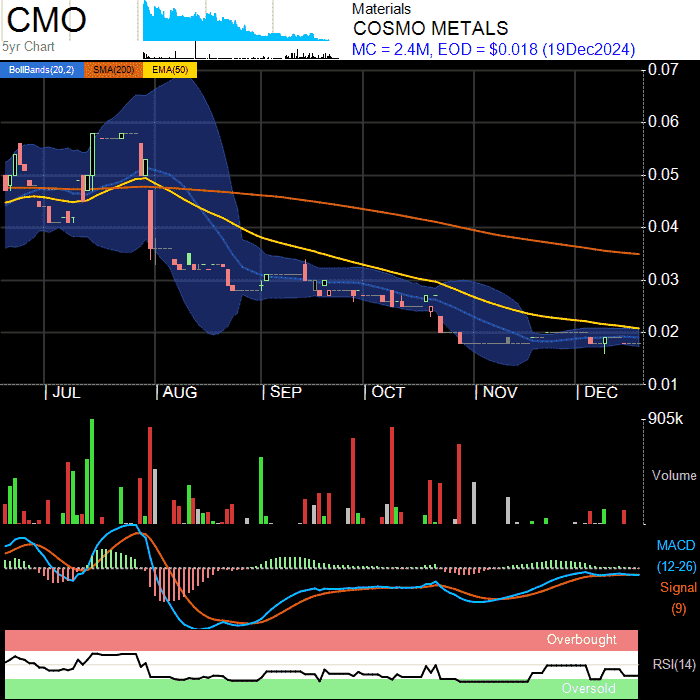 CMO
5yr Chart
Materials
COSMO METALS
MC = 2.4M, EOD = $0.018 (19Dec2024)
BollBands(20,2) SMA(200) EMA(50)
0.07
0.06
0.05
0.04
0.03
0.02
0.01
JUL AUG SEP OCT NOV DEC
905k
Volume
MACD
(12-26)
Signal
(9)
Overbought
RSI(14)
Oversold